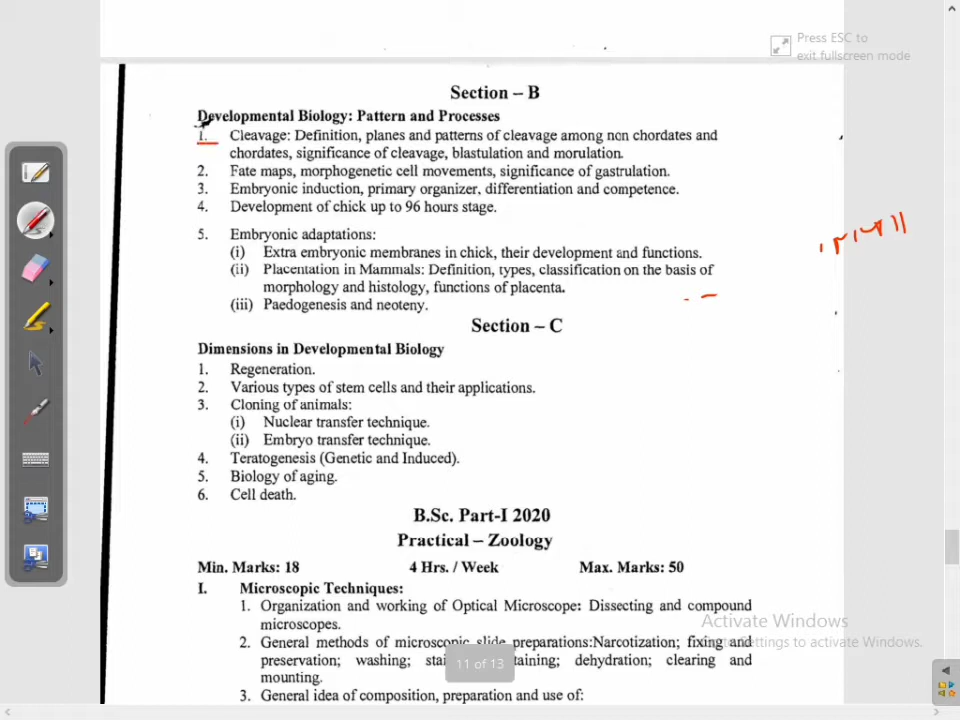 Press ESC to
exit fullscreen mode
Section – B
Developmental Biology: Pattern and Processes
1. Cleavage: Definition, planes and patterns of cleavage among non chordates and
chordates, significance of cleavage, blastulation and morulation.
2. Fate maps, morphogenetic cell movements, significance of gastrulation.
3. Embryonic induction, primary organizer, differentiation and competence.
4. Development of chick up to 96 hours stage.
5. Embryonic adaptations:
(i) Extra embryonic membranes in chick, their development and functions.
(ii) Placentation in Mammals: Definition, types, classification on the basis of
morphology and histology, functions of placenta.
(iii) Paedogenesis and neoteny.
Section – C
Dimensions in Developmental Biology
1. Regeneration.
2. Various types of stem cells and their applications.
3. Cloning of animals:
(i) Nuclear transfer technique.
(ii) Embryo transfer technique.
4. Teratogenesis (Genetic and Induced).
5. Biology of aging.
6. Cell death.
B.Sc. Part-I 2020
Practical – Zoology
Min. Marks: 18 4 Hrs. / Week Max. Marks: 50
I. Microscopic Techniques:
1. Organization and working of Optical Microscope: Dissecting and compound
microscopes.
Activate Windows
2. General methods of microscopic slide preparations:Narcotization; fixing and
Settings to activate Windows.
preservation; washing; 11 of 13 dehydration; clearing and
mounting.
3. General idea of composition, preparation and use of: